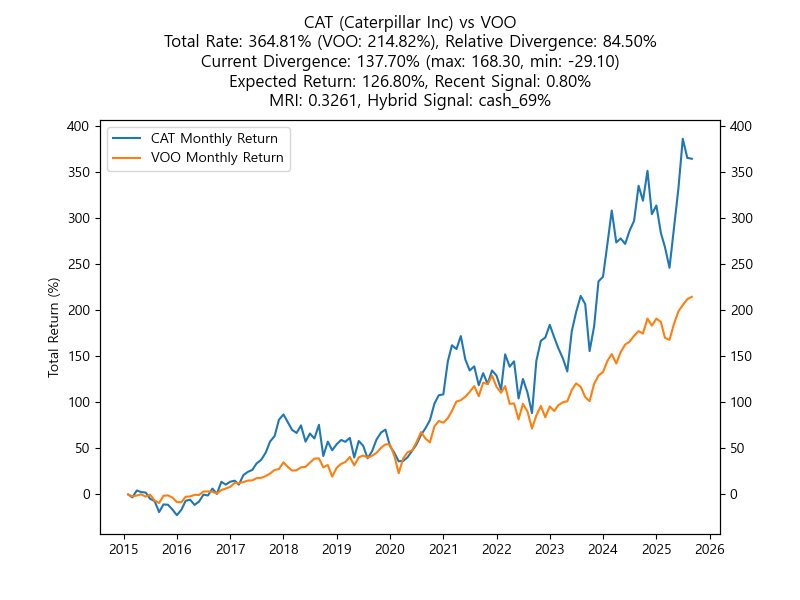 CAT (Caterpillar Inc) vs VOO
Total Rate: 364.81% (VOO: 214.82%), Relative Divergence: 84.50%
Current Divergence: 137.70% (max: 168.30, min: -29.10)
Expected Return: 126.80%, Recent Signal: 0.80%
MRI: 0.3261, Hybrid Signal: cash_69%
CAT Monthly Return
VOO Monthly Return
Total Return (%)
400
350
300
250
200
150
100
50
0
400
350
300
250
200
150
100
50
0
2015 2016 2017 2018 2019 2020 2021 2022 2023 2024 2025 2026